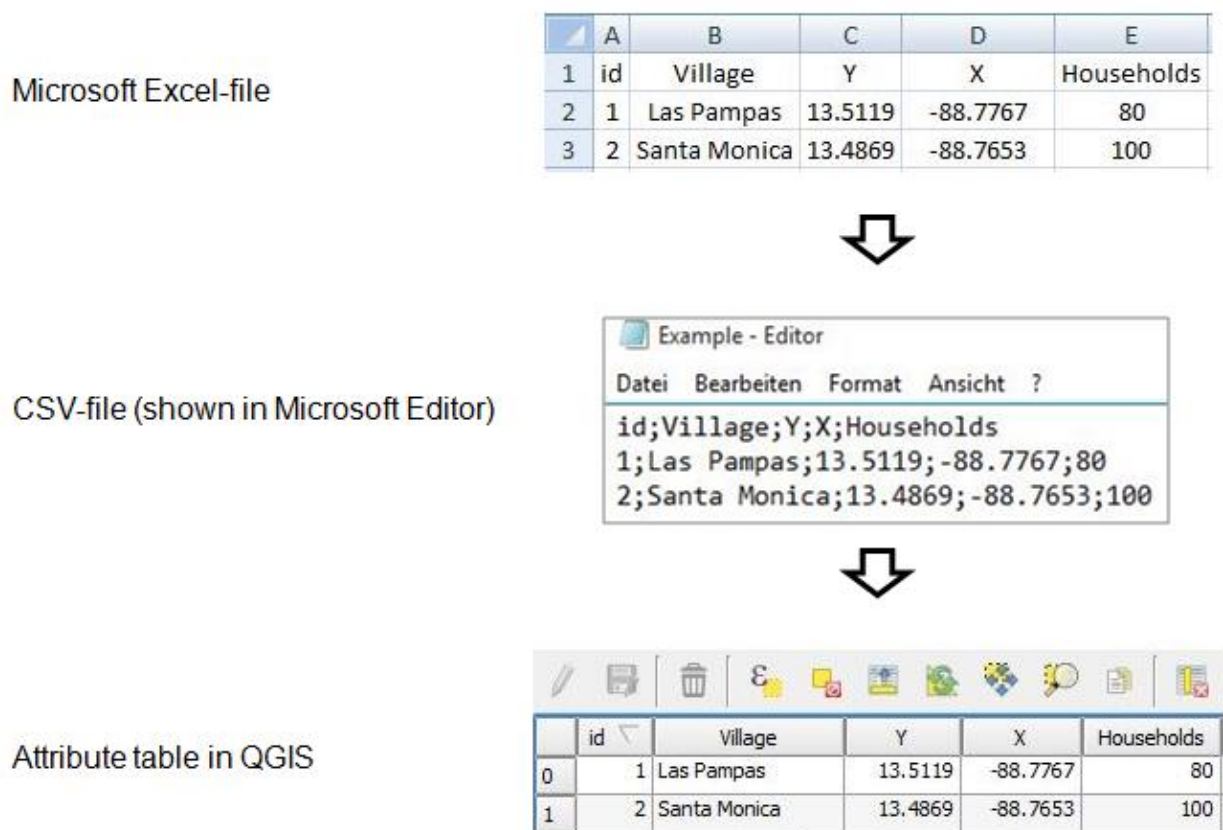 A B C D E
Microsoft Excel-file
1 id Village Y X Households
2 1 Las Pampas 13.5119 -88.7767 80
3 2 Santa Monica 13.4869 -88.7653 100
Example - Editor
Datei Bearbeiten Format Ansicht ?
CSV-file (shown in Microsoft Editor)
id;Village;Y;X;Households
1;Las Pampas;13.5119;-88.7767;80
2;Santa Monica;13.4869;-88.7653;100
ε
Attribute table in QGIS
id Village Y X Households
0 1 Las Pampas 13.5119 -88.7767 80
1 2 Santa Monica 13.4869 -88.7653 100